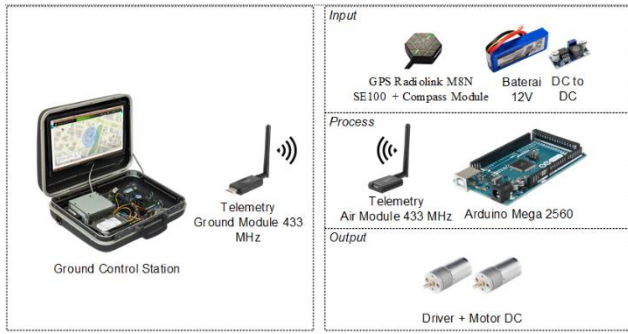 Input
GPS Radiolink M8N
SE100 + Compass Module
Baterai
12V
DC to
DC
Process
Telemetry
Ground Module 433
MHz
Ground Control Station
Telemetry
Air Module 433 MHz
Arduino Mega 2560
Output
Driver + Motor DC